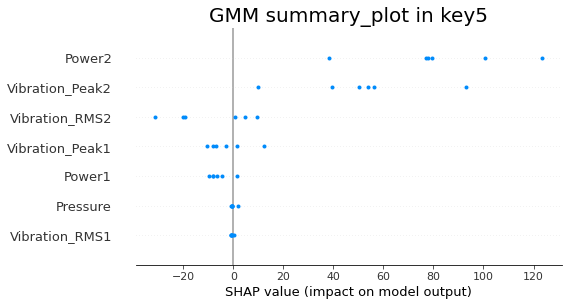 GMM summary_plot in key5
Power2
Vibration_Peak2
Vibration_RMS2
Vibration_Peak1
Power1
Pressure
Vibration_RMS1
−20 0 20 40 60 80 100 120
SHAP value (impact on model output)